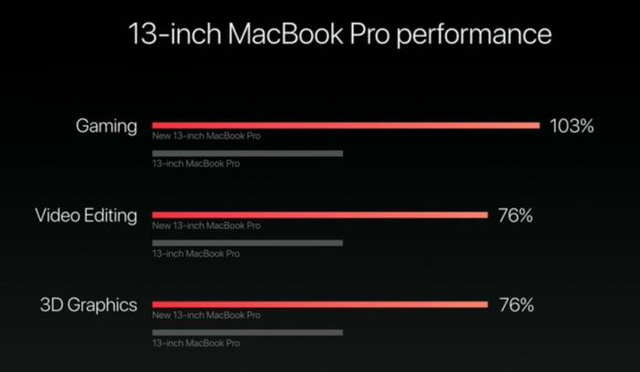 13-inch MacBook Pro performance
Gaming
103%
New 13-inch MacBook Pro
13-inch MacBook Pro
Video Editing
76%
New 13-inch MacBook Pro
13-inch MacBook Pro
3D Graphics
76%
New 13-inch MacBook Pro
13-inch MacBook Pro